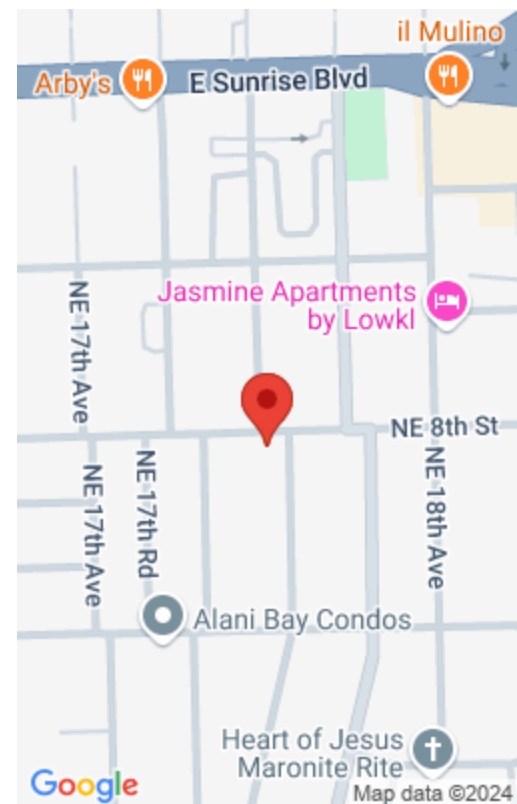 il Mulino
Arby's
E Sunrise Blvd
Jasmine Apartments
by Lowkl
NE 17th Ave
NE 8th St
NE 17th Ave
NE 17th Rd
NE 18th Ave
Alani Bay Condos
Heart of Jesus
Maronite Rite
Google
Map data ©2024